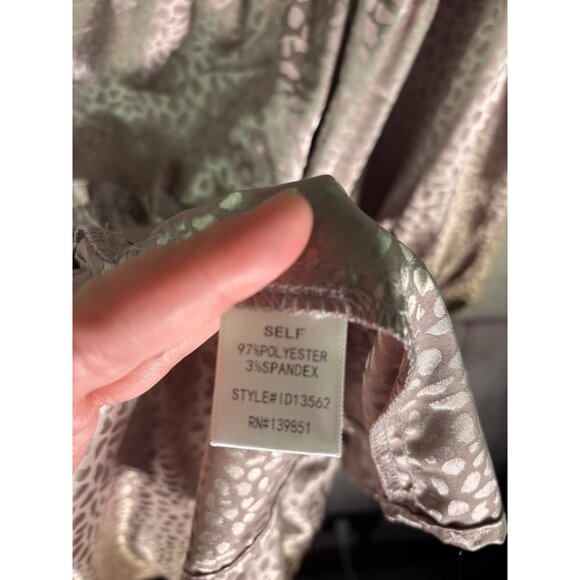 SELF
97%POLYESTER
3%SPANDEX
STYLE#ID13562
RN#139851